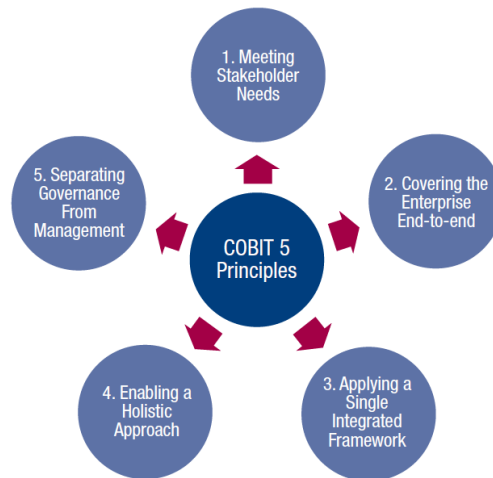 1. Meeting
Stakeholder
Needs
5. Separating
Governance
From
Management
2. Covering the
Enterprise
End-to-end
COBIT 5
Principles
4. Enabling a
Holistic
Approach
3. Applying a
Single
Integrated
Framework